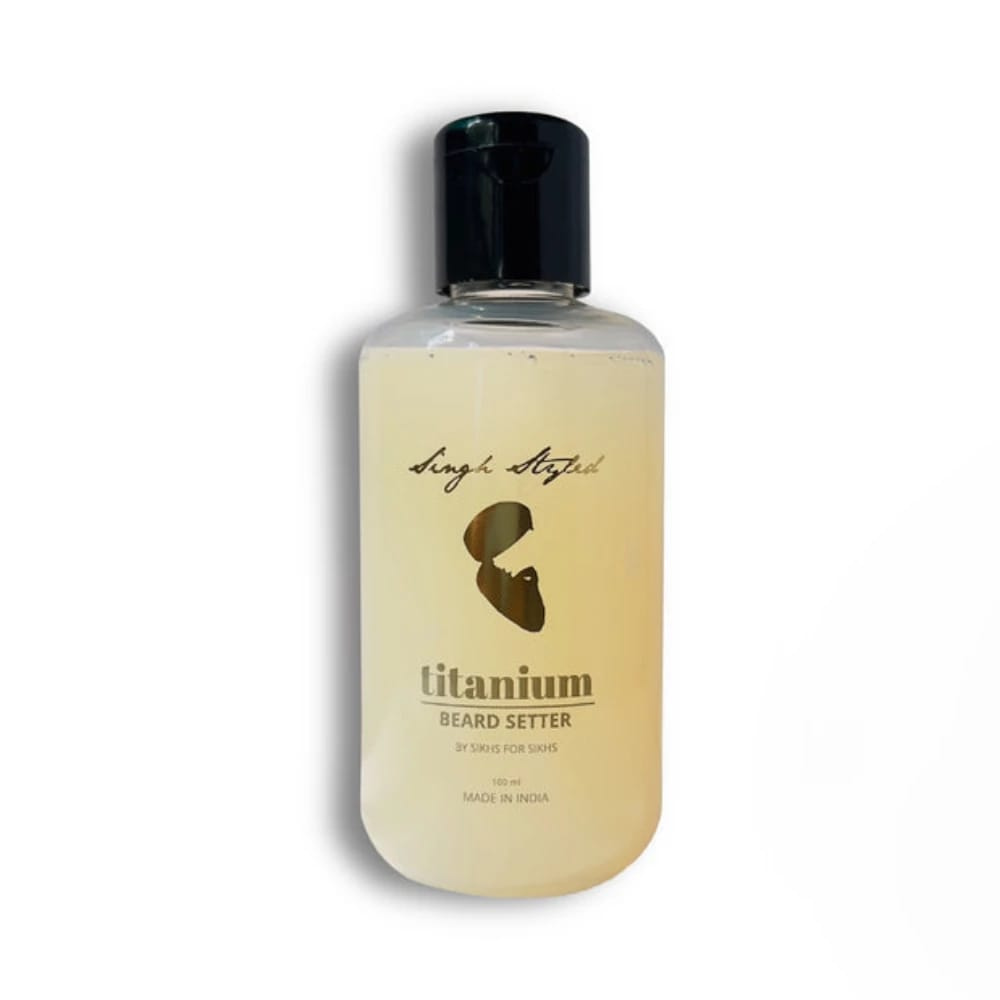 Singh Styled
titanium
BEARD SETTER
BY SIKHS FOR SIKHS
100 ml
MADE IN INDIA